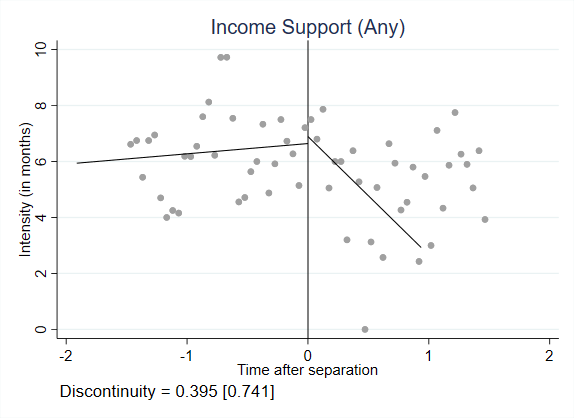 Income Support (Any)
Intensity (in months)
10
8
6
4
2
0
-2 -1 0 1 2
Time after separation
Discontinuity = 0.395 [0.741]